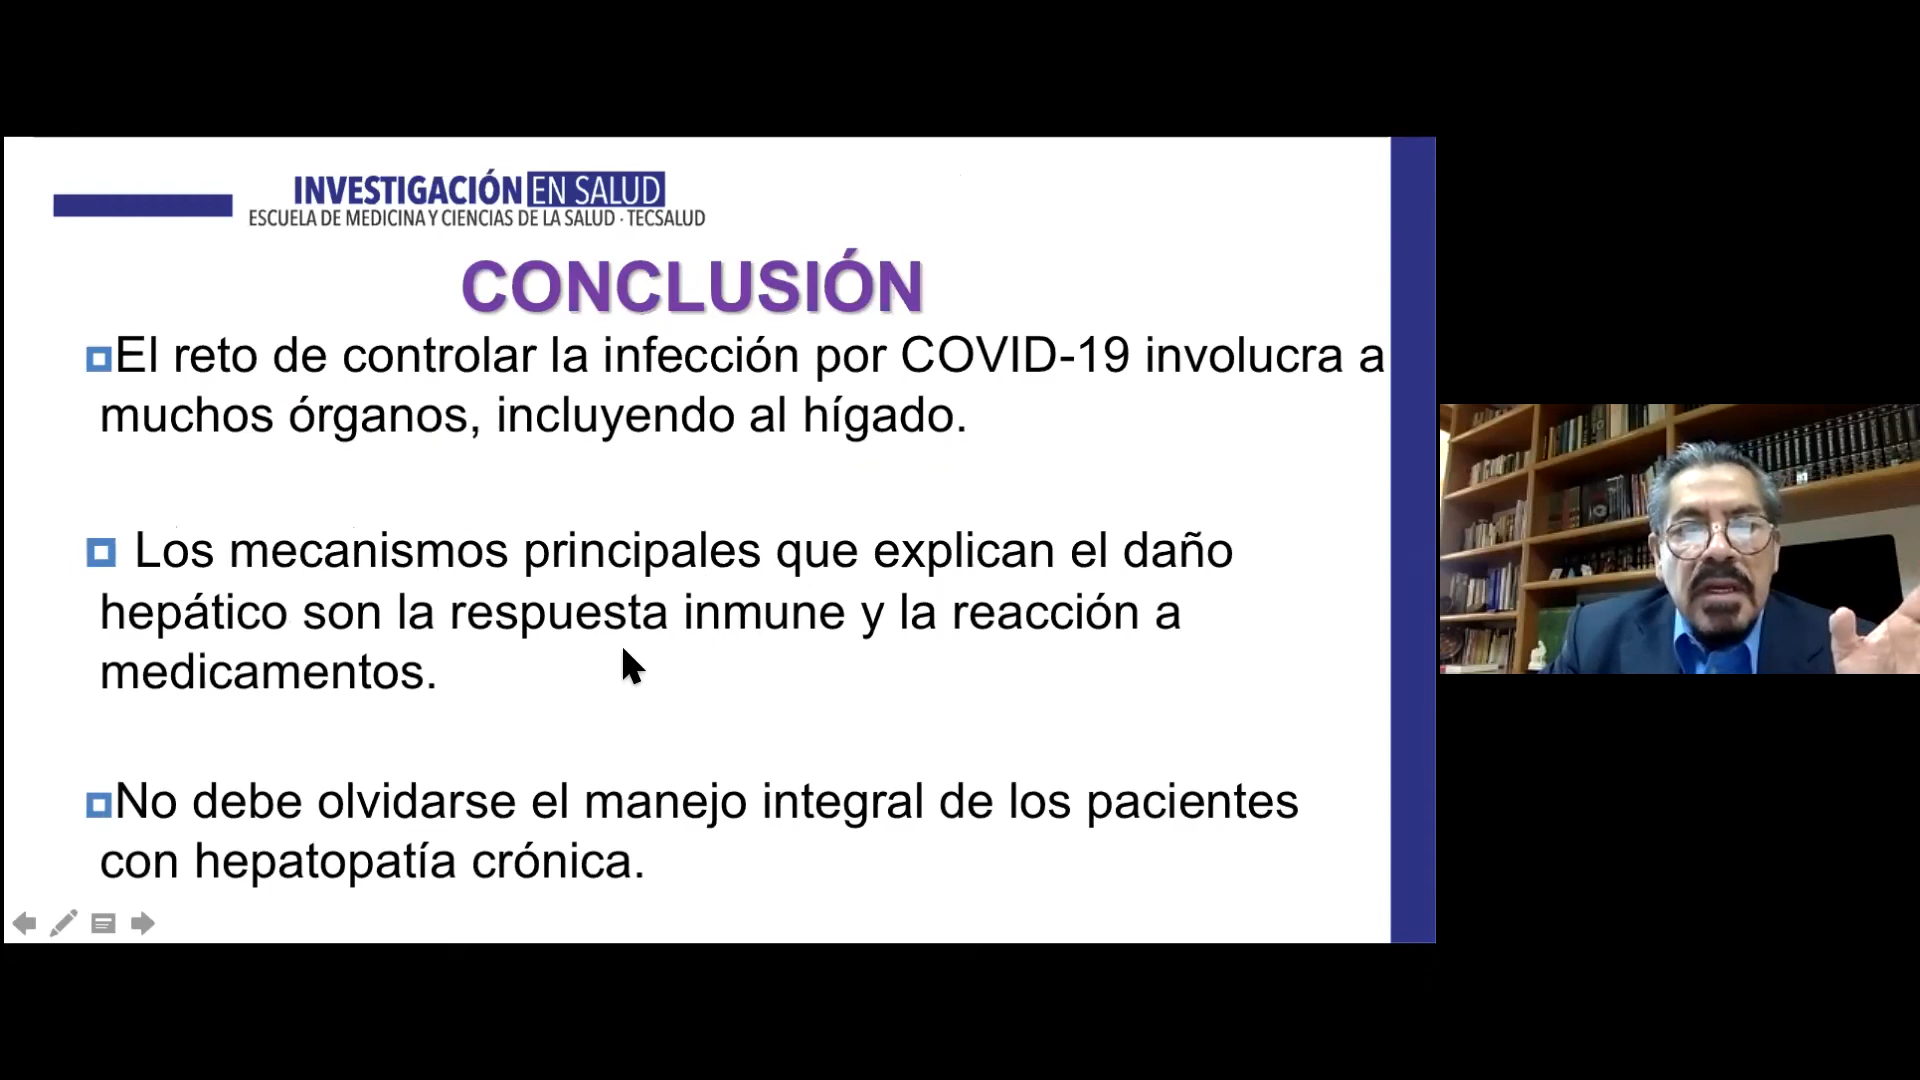 INVESTIGACIÓN EN SALUD
ESCUELA DE MEDICINA Y CIENCIAS DE LA SALUD · TECSALUD
CONCLUSIÓN
El reto de controlar la infección por COVID-19 involucra a
muchos órganos, incluyendo al hígado.
Los mecanismos principales que explican el daño
hepático son la respuesta inmune y la reacción a
medicamentos.
No debe olvidarse el manejo integral de los pacientes
con hepatopatía crónica.